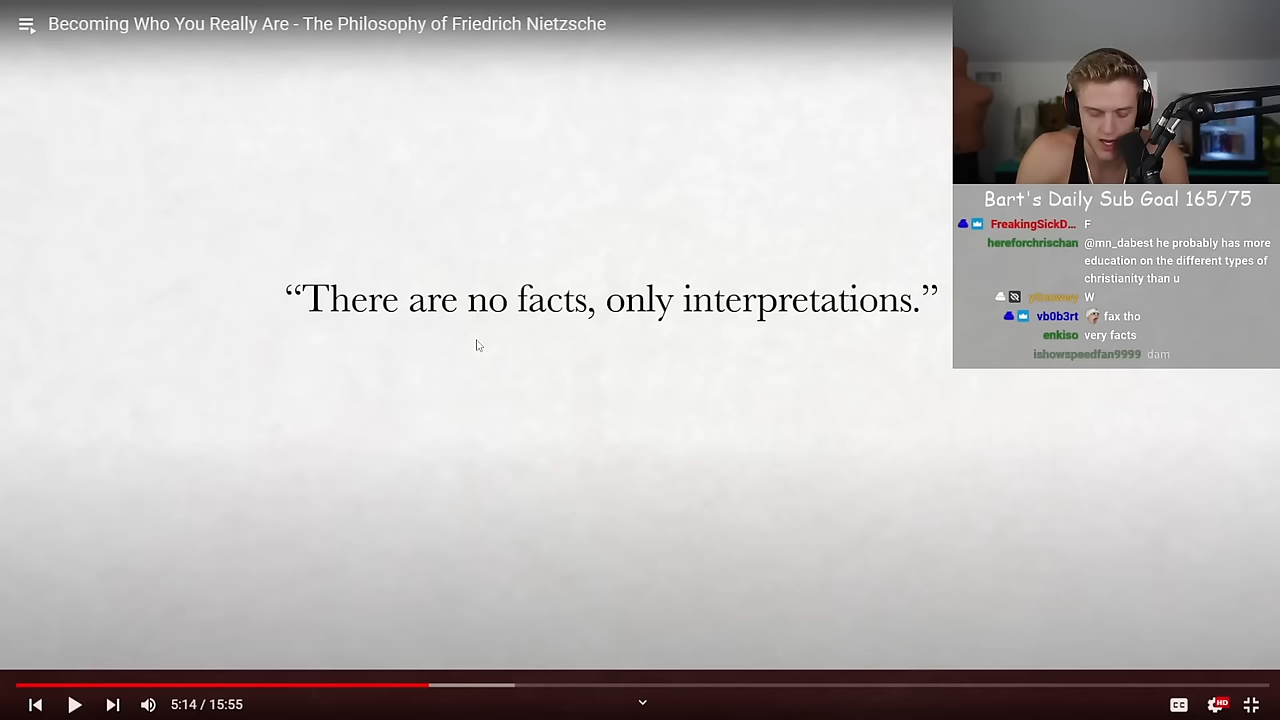 Becoming Who You Really Are - The Philosophy of Friedrich Nietzsche
“There are no facts, only interpretations.”
Bart's Daily Sub Goal 165/75
FreakingSickD... F
hereforchrischan @mn_dabest he probably has more
education on the different types of
christianity than u
W
vb0b3rt fax tho
enkiso very facts
ishowspeedfan9999 dam
5:14 / 15:55
CC
HD